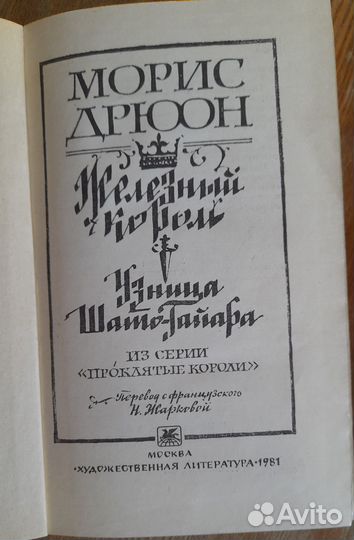 МОРИС
ДРЮОН
Железный
король
Узница
Шато-Гайара
ИЗ СЕРИИ
«ПРОКЛЯТЫЕ КОРОЛИ»
Перевод с французского
Н. Жарковой
МОСКВА
·ХУДОЖЕСТВЕННАЯ ЛИТЕРАТУРА·1981
Avito